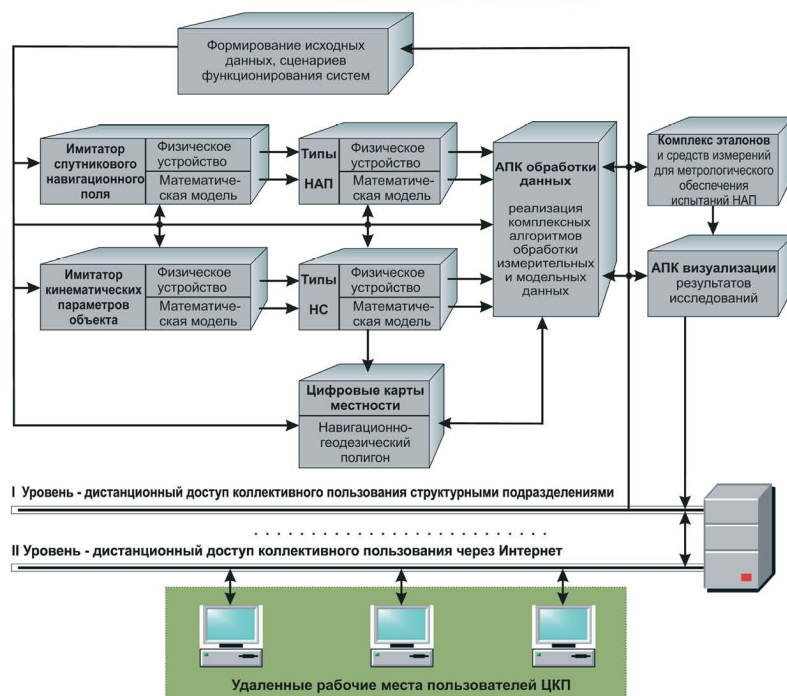 Формирование исходных
данных, сценариев
функционирования систем
Имитатор
спутникового
навигационного
поля
Физическое
устройство
Математиче-
ская модель
Типы
НАП
Физическое
устройство
Математиче-
ская модель
АПК обработки
данных
реализация
комплексных
алгоритмов
обработки
измерительных
и модельных
данных
Комплекс эталонов
и средств измерений
для метрологического
обеспечения
испытаний НАП
Имитатор
кинематических
параметров
объекта
Физическое
устройство
Математиче-
ская модель
Типы
НС
Физическое
устройство
Математиче-
ская модель
АПК визуализации
результатов
исследований
Цифровые карты
местности
Навигационно-
геодезический
полигон
I Уровень - дистанционный доступ коллективного пользования структурными подразделениями
II Уровень - дистанционный доступ коллективного пользования через Интернет
Удаленные рабочие места пользователей ЦКП